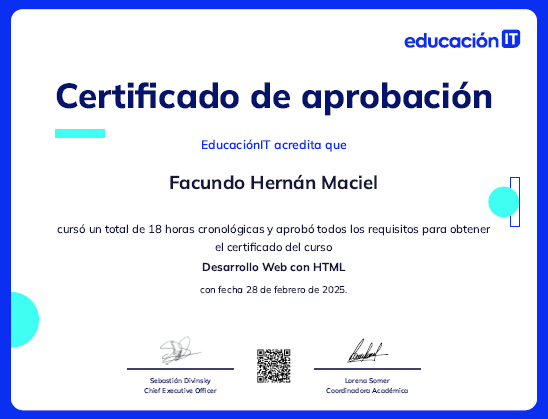 educación IT
Certificado de aprobación
EducaciónIT acredita que
Facundo Hernán Maciel
cursó un total de 18 horas cronológicas y aprobó todos los requisitos para obtener
el certificado del curso
Desarrollo Web con HTML
con fecha 28 de febrero de 2025.
Sebastián Divinsky
Chief Executive Officer
Lorena Somer
Coordinadora Académica